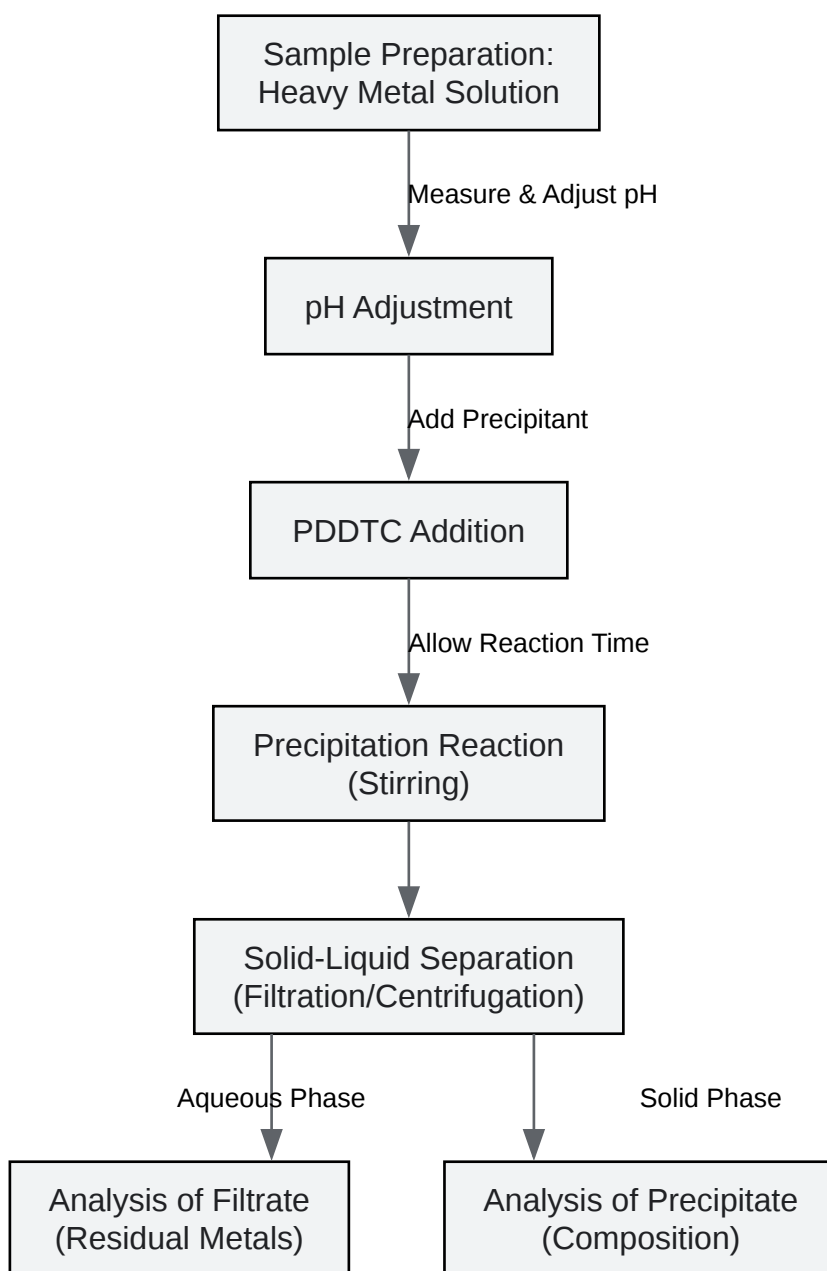 Sample Preparation:
Heavy Metal Solution
Measure & Adjust pH
pH Adjustment
Add Precipitant
PDDTC Addition
Allow Reaction Time
Precipitation Reaction
(Stirring)
Solid-Liquid Separation
(Filtration/Centrifugation)
Aqueous Phase
Solid Phase
Analysis of Filtrate
(Residual Metals)
Analysis of Precipitate
(Composition)